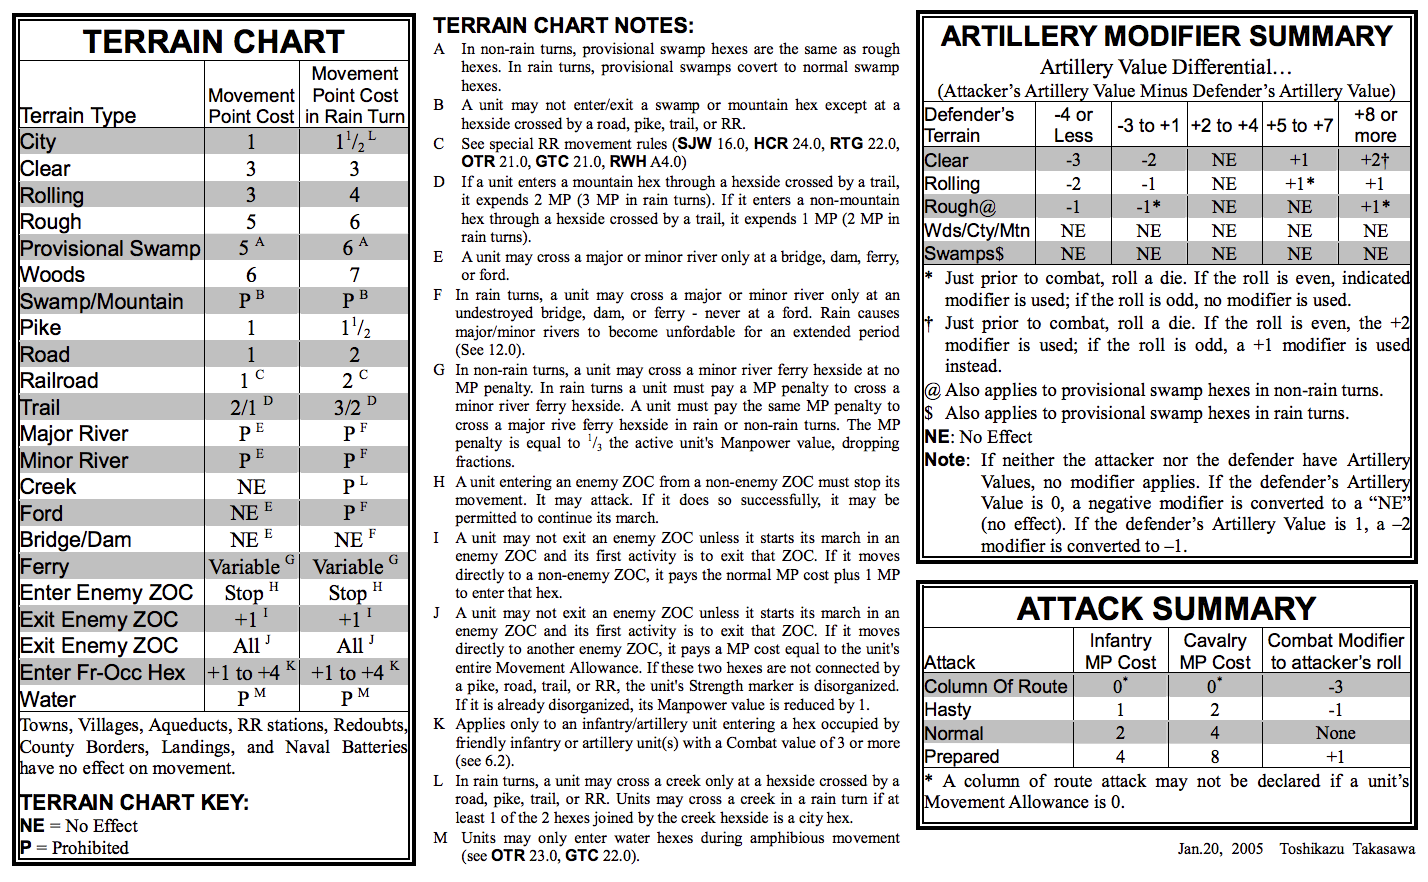 TERRAIN CHART
Terrain Type
Movement
Point Cost
Movement
Point Cost
in Rain Turn
City 1 1 1/2 L
Clear 3 3
Rolling 3 4
Rough 5 6
Provisional Swamp 5 A 6 A
Woods 6 7
Swamp/Mountain P B P B
Pike 1 1 1/2
Road 1 2
Railroad 1 C 2 C
Trail 2/1 D 3/2 D
Major River P E P F
Minor River P E P F
Creek NE P L
Ford NE E P F
Bridge/Dam NE E NE F
Ferry Variable G Variable G
Enter Enemy ZOC Stop H Stop H
Exit Enemy ZOC +1 I +1 I
Exit Enemy ZOC All J All J
Enter Fr-Occ Hex +1 to +4 K +1 to +4 K
Water P M P M
Towns, Villages, Aqueducts, RR stations, Redoubts,
County Borders, Landings, and Naval Batteries
have no effect on movement.
TERRAIN CHART KEY:
NE = No Effect
P = Prohibited
TERRAIN CHART NOTES:
A In non-rain turns, provisional swamp hexes are the same as rough
hexes. In rain turns, provisional swamps covert to normal swamp
hexes.
B A unit may not enter/exit a swamp or mountain hex except at a
hexside crossed by a road, pike, trail, or RR.
C See special RR movement rules (SJW 16.0, HCR 24.0, RTG 22.0,
OTR 21.0, GTC 21.0, RWH A4.0)
D If a unit enters a mountain hex through a hexside crossed by a trail,
it expends 2 MP (3 MP in rain turns). If it enters a non-mountain
hex through a hexside crossed by a trail, it expends 1 MP (2 MP in
rain turns).
E A unit may cross a major or minor river only at a bridge, dam, ferry,
or ford.
F In rain turns, a unit may cross a major or minor river only at an
undestroyed bridge, dam, or ferry - never at a ford. Rain causes
major/minor rivers to become unfordable for an extended period
(See 12.0).
G In non-rain turns, a unit may cross a minor river ferry hexside at no
MP penalty. In rain turns a unit must pay a MP penalty to cross a
minor river ferry hexside. A unit must pay the same MP penalty to
cross a major rive ferry hexside in rain or non-rain turns. The MP
penalty is equal to 1/3 the active unit's Manpower value, dropping
fractions.
H A unit entering an enemy ZOC from a non-enemy ZOC must stop its
movement. It may attack. If it does so successfully, it may be
permitted to continue its march.
I A unit may not exit an enemy ZOC unless it starts its march in an
enemy ZOC and its first activity is to exit that ZOC. If it moves
directly to a non-enemy ZOC, it pays the normal MP cost plus 1 MP
to enter that hex.
J A unit may not exit an enemy ZOC unless it starts its march in an
enemy ZOC and its first activity is to exit that ZOC. If it moves
directly to another enemy ZOC, it pays a MP cost equal to the unit's
entire Movement Allowance. If these two hexes are not connected by
a pike, road, trail, or RR, the unit's Strength marker is disorganized.
If it is already disorganized, its Manpower value is reduced by 1.
K Applies only to an infantry/artillery unit entering a hex occupied by
friendly infantry or artillery unit(s) with a Combat value of 3 or more
(see 6.2).
L In rain turns, a unit may cross a creek only at a hexside crossed by a
road, pike, trail, or RR. Units may cross a creek in a rain turn if at
least 1 of the 2 hexes joined by the creek hexside is a city hex.
M Units may only enter water hexes during amphibious movement
(see OTR 23.0, GTC 22.0).
ARTILLERY MODIFIER SUMMARY
Artillery Value Differential…
(Attacker's Artillery Value Minus Defender's Artillery Value)
Defender's
Terrain
-4 or
Less
-3 to +1
+2 to +4
+5 to +7
+8 or
more
Clear -3 -2 NE +1 +2†
Rolling -2 -1 NE +1* +1
Rough@ -1 -1* NE NE +1*
Wds/Cty/Mtn NE NE NE NE NE
Swamps$ NE NE NE NE NE
* Just prior to combat, roll a die. If the roll is even, indicated
modifier is used; if the roll is odd, no modifier is used.
† Just prior to combat, roll a die. If the roll is even, the +2
modifier is used; if the roll is odd, a +1 modifier is used
instead.
@ Also applies to provisional swamp hexes in non-rain turns.
$ Also applies to provisional swamp hexes in rain turns.
NE: No Effect
Note: If neither the attacker nor the defender have Artillery
Values, no modifier applies. If the defender's Artillery
Value is 0, a negative modifier is converted to a "NE"
(no effect). If the defender's Artillery Value is 1, a –2
modifier is converted to –1.
ATTACK SUMMARY
Attack
Infantry
MP Cost
Cavalry
MP Cost
Combat Modifier
to attacker's roll
Column Of Route 0* 0* -3
Hasty 1 2 -1
Normal 2 4 None
Prepared 4 8 +1
* A column of route attack may not be declared if a unit's
Movement Allowance is 0.
Jan.20, 2005 Toshikazu Takasawa